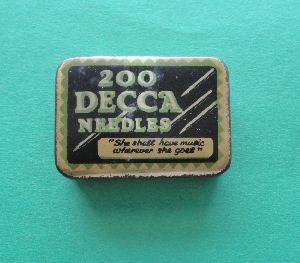 200
DECCA
NEEDLES
"She shall have music
wherever she goes"